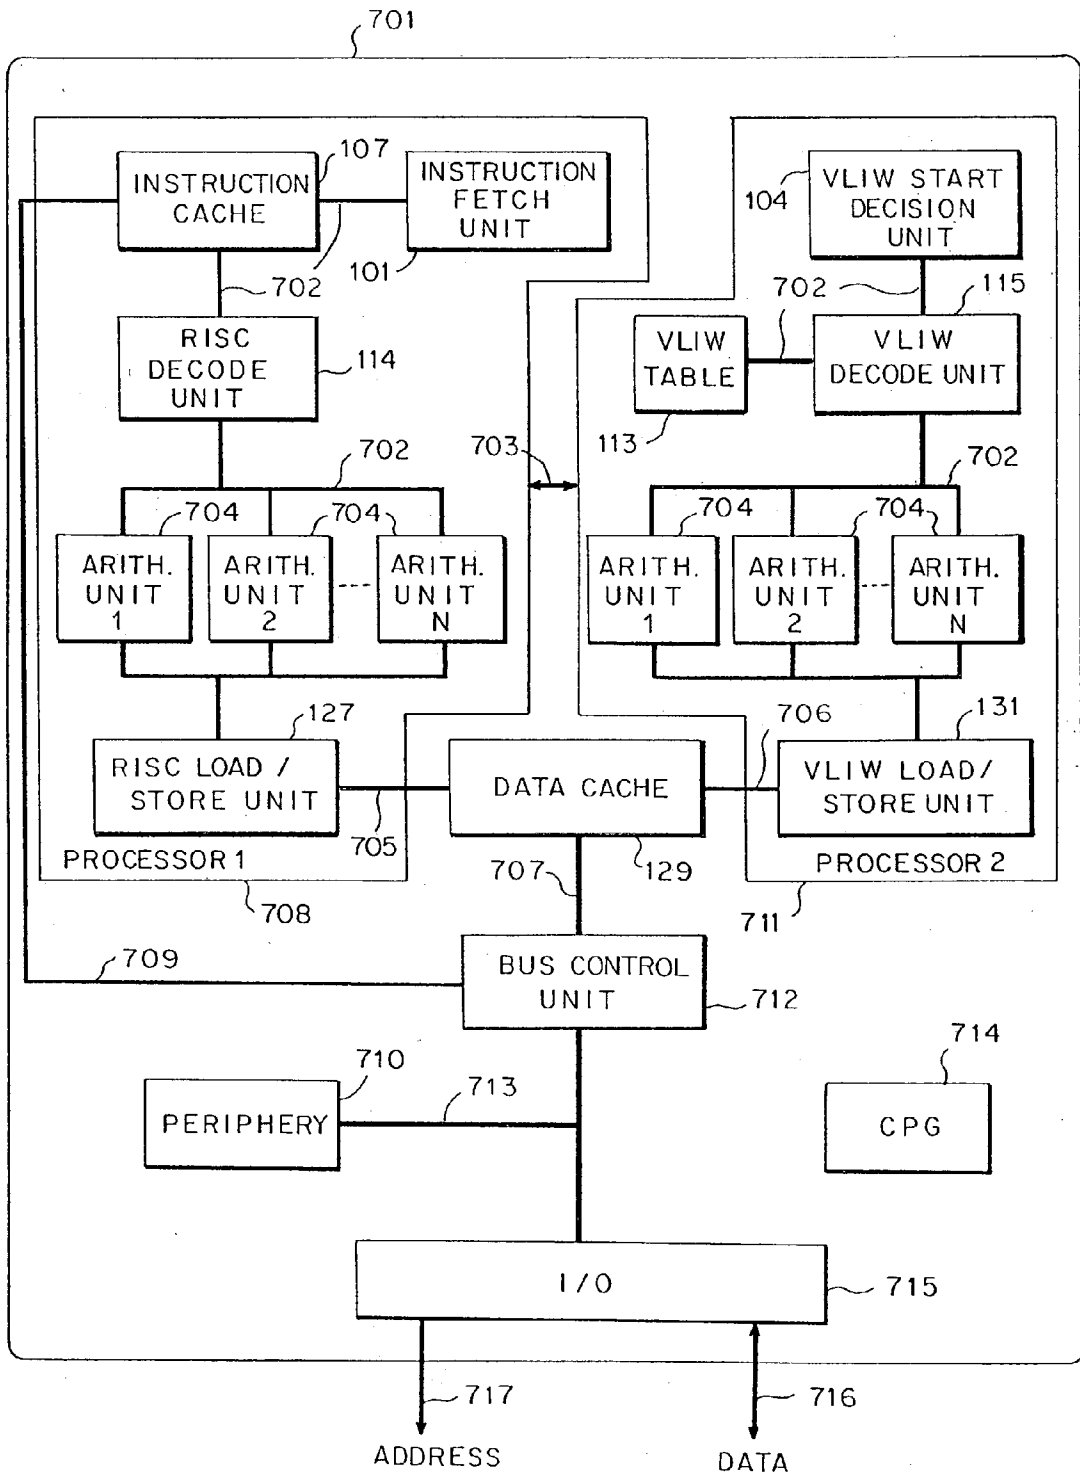 701
107
INSTRUCTION
CACHE
INSTRUCTION
FETCH
UNIT
104
VLIW START
DECISION
UNIT
702
101
702
702
115
RISC
DECODE
UNIT
114
VLIW
TABLE
VLIW
DECODE UNIT
113
702
703
702
704
704
704
704
ARITH.
UNIT
1
ARITH.
UNIT
2
ARITH.
UNIT
N
ARITH.
UNIT
1
ARITH.
UNIT
2
ARITH.
UNIT
N
127
706
131
RISC LOAD /
STORE UNIT
DATA CACHE
VLIW LOAD/
STORE UNIT
705
PROCESSOR 1
129
PROCESSOR 2
708
707
711
709
BUS CONTROL
UNIT
712
710
713
714
PERIPHERY
CPG
I/O
715
717
716
ADDRESS
DATA